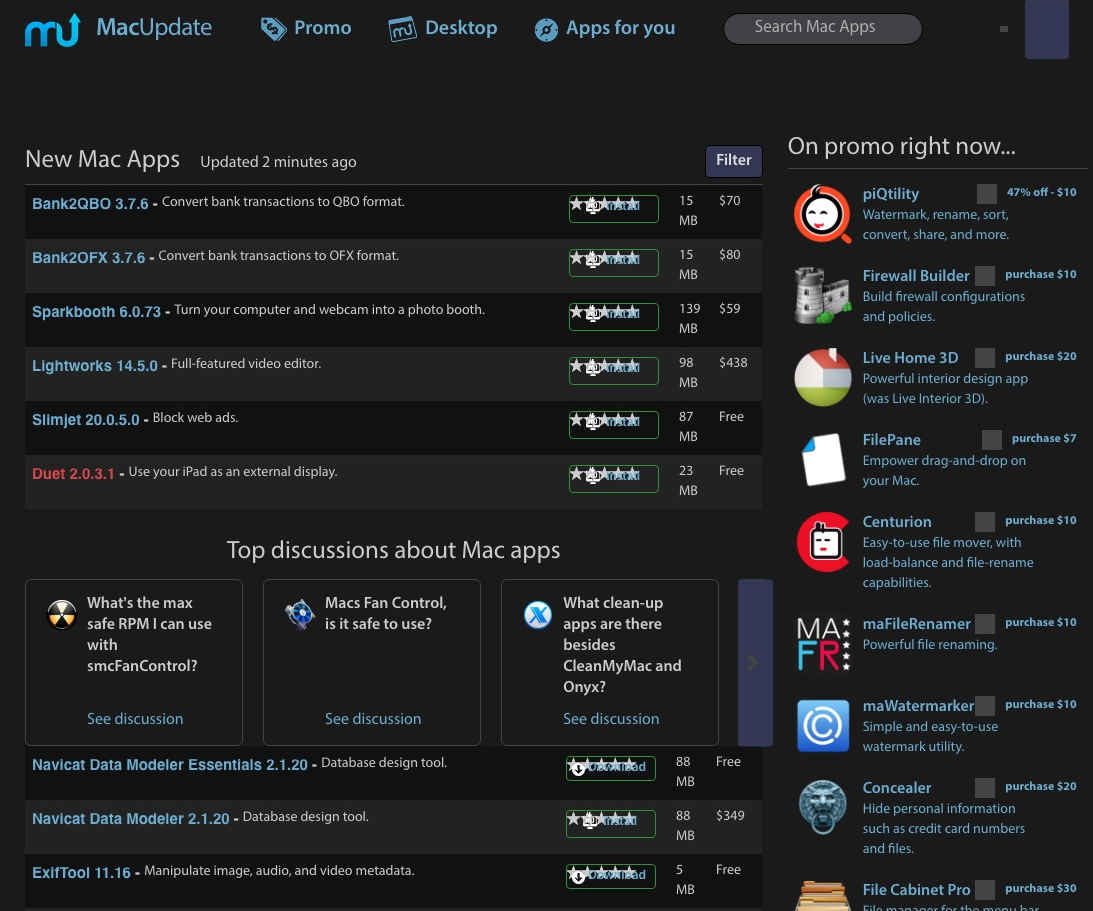 MacUpdate
Promo
Desktop
Apps for you
Search Mac Apps
New Mac Apps
Updated 2 minutes ago
Filter
Bank2QBO 3.7.6 - Convert bank transactions to QBO format.
Install
15 MB
$70
Bank2OFX 3.7.6 - Convert bank transactions to OFX format.
Install
15 MB
$80
Sparkbooth 6.0.73 - Turn your computer and webcam into a photo booth.
Install
139 MB
$59
Lightworks 14.5.0 - Full-featured video editor.
Install
98 MB
$438
Slimjet 20.0.5.0 - Block web ads.
Install
87 MB
Free
Duet 2.0.3.1 - Use your iPad as an external display.
Install
23 MB
Free
Top discussions about Mac apps
What's the max
safe RPM I can use
with
smcFanControl?
See discussion
Macs Fan Control,
is it safe to use?
See discussion
What clean-up
apps are there
besides
CleanMyMac and
Onyx?
See discussion
Navicat Data Modeler Essentials 2.1.20 - Database design tool.
Download
88 MB
Free
Navicat Data Modeler 2.1.20 - Database design tool.
Install
88 MB
$349
ExifTool 11.16 - Manipulate image, audio, and video metadata.
Download
5 MB
Free
On promo right now...
piQtility
47% off - $10
Watermark, rename, sort,
convert, share, and more.
Firewall Builder
purchase $10
Build firewall configurations
and policies.
Live Home 3D
purchase $20
Powerful interior design app
(was Live Interior 3D).
FilePane
purchase $7
Empower drag-and-drop on
your Mac.
Centurion
purchase $10
Easy-to-use file mover, with
load-balance and file-rename
capabilities.
MA
FR
maFileRenamer
purchase $10
Powerful file renaming.
maWatermarker
purchase $10
Simple and easy-to-use
watermark utility.
Concealer
purchase $20
Hide personal information
such as credit card numbers
and files.
File Cabinet Pro
purchase $30
File manager for the menu bar